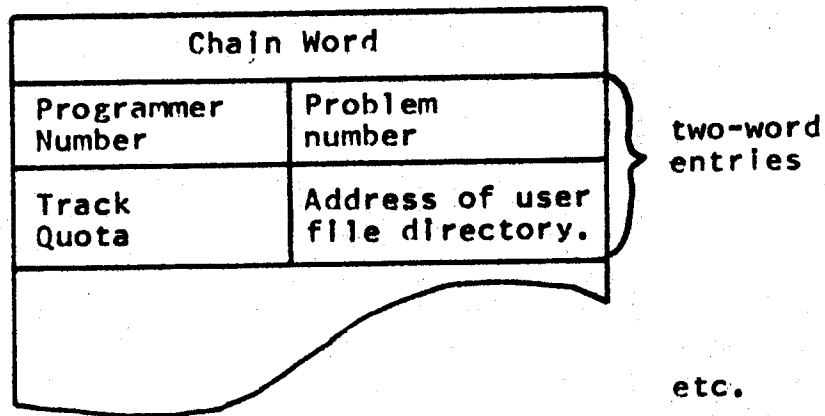 Chain Word
Programmer
Number
Problem
number
two-word
entries
Track
Quota
Address of user
file directory.
etc.